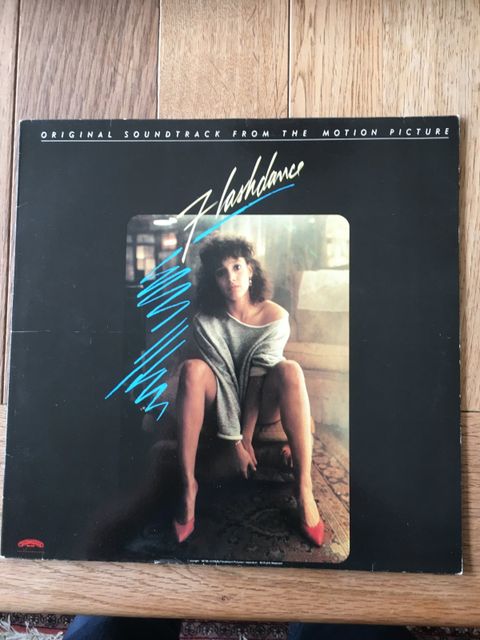 ORIGINAL SOUNDTRACK FROM THE MOTION PICTURE
Flashdance